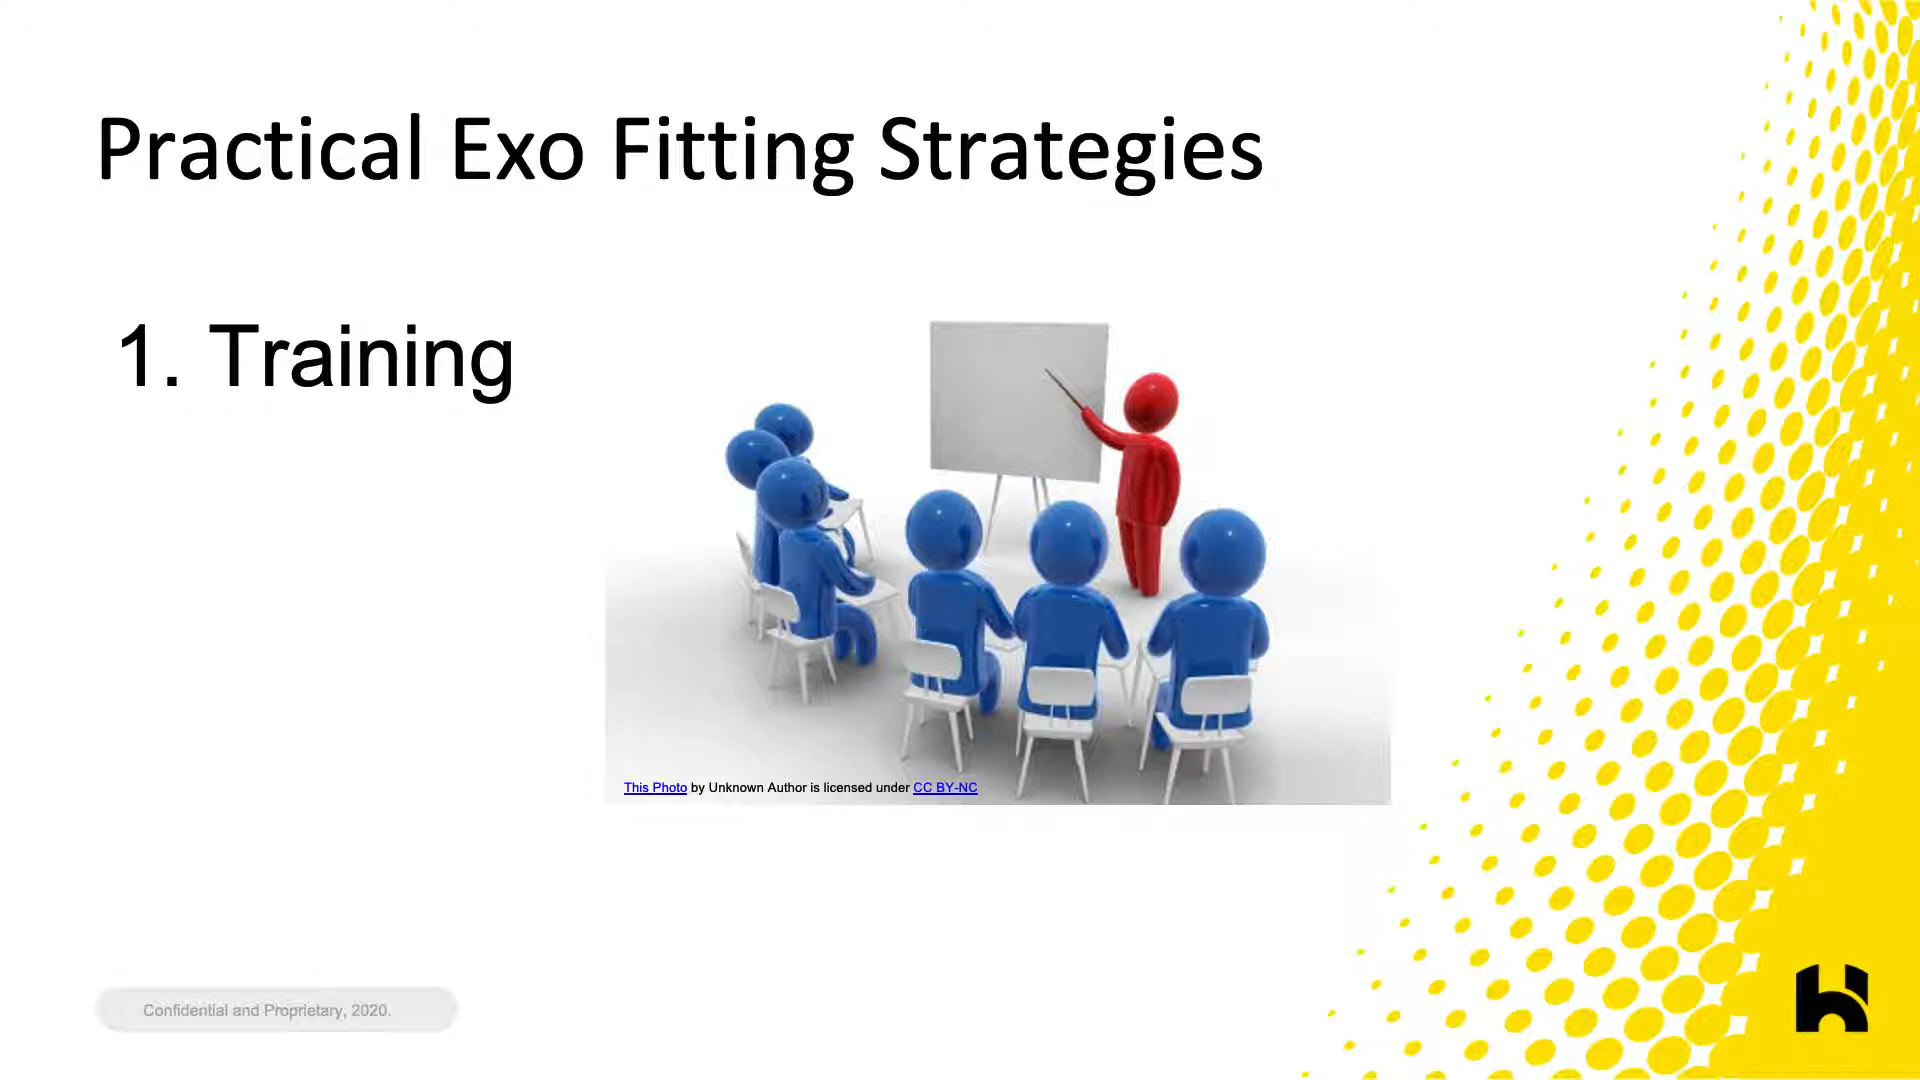 Practical Exo Fitting Strategies
1. Training
This Photo by Unknown Author is licensed under CC BY-NC
Confidential and Proprietary, 2020.